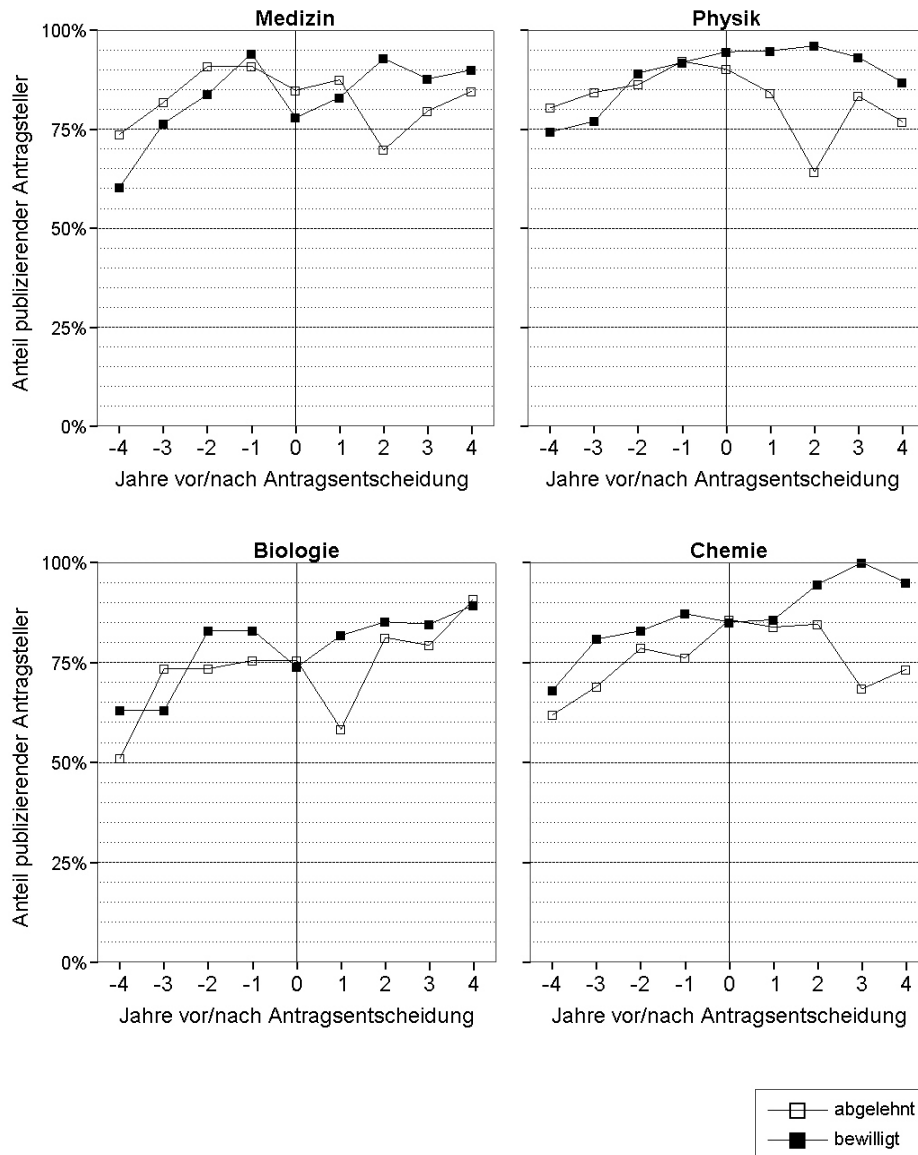 Medizin
Physik
100%
75%
50%
25%
0%
Anteil publizierender Antragsteller
-4 -3 -2 -1 0 1 2 3 4
-4 -3 -2 -1 0 1 2 3 4
Jahre vor/nach Antragsentscheidung
Jahre vor/nach Antragsentscheidung
Biologie
Chemie
100%
75%
50%
25%
0%
Anteil publizierender Antragsteller
-4 -3 -2 -1 0 1 2 3 4
-4 -3 -2 -1 0 1 2 3 4
Jahre vor/nach Antragsentscheidung
Jahre vor/nach Antragsentscheidung
abgelehnt
bewilligt